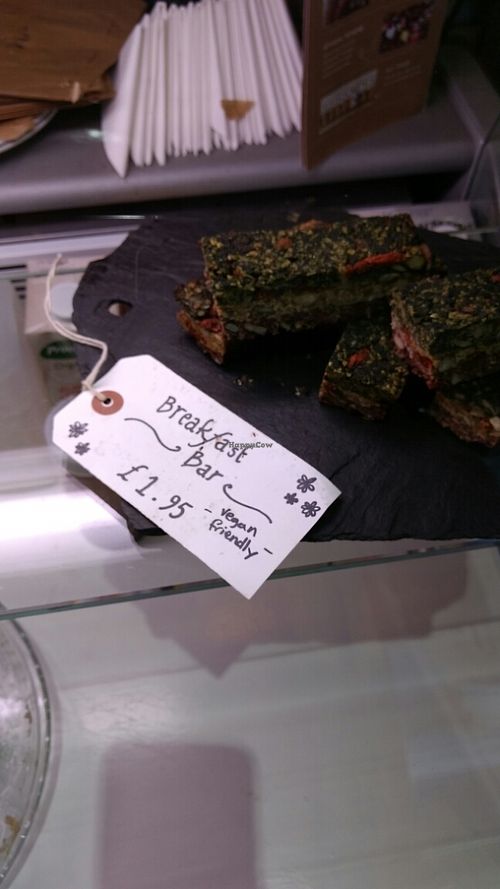 Breakfast
Bar
£1.95
- vegan -
friendly
HappyCow